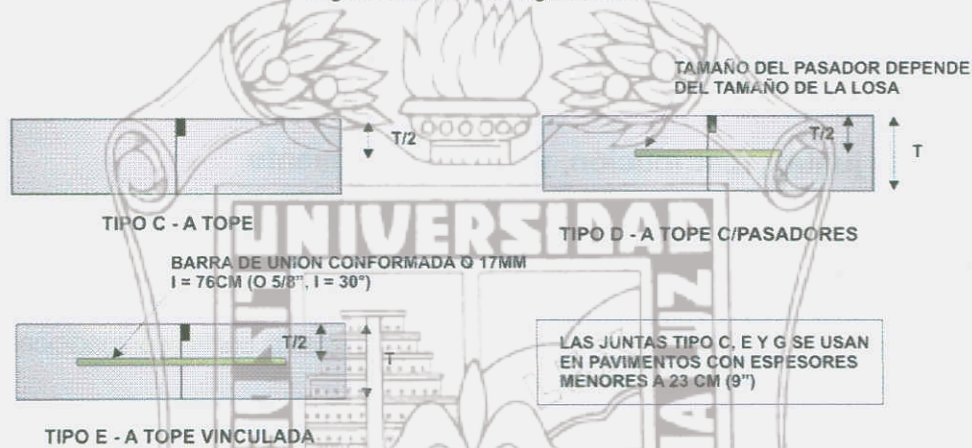 TAMAÑO DEL PASADOR DEPENDE
DEL TAMAÑO DE LA LOSA
T/2
T/2
T
TIPO C - A TOPE
TIPO D - A TOPE C/PASADORES
UNIVERSIDAD
BARRA DE UNION CONFORMADA O 17MM
I = 76CM (O 5/8", I = 30°)
T/2
T
LAS JUNTAS TIPO C, E Y G SE USAN
EN PAVIMENTOS CON ESPESORES
MENORES A 23 CM (9")
TIPO E - A TOPE VINCULADA